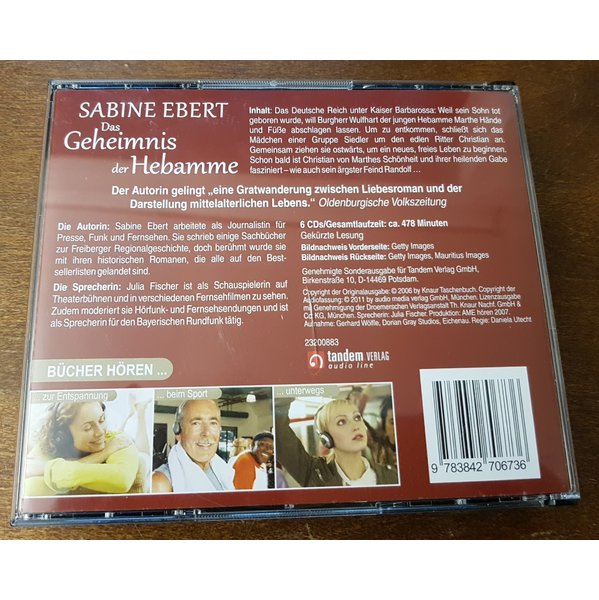 SABINE EBERT
Das
Geheimnis
der Hebamme
Inhalt: Das Deutsche Reich unter Kaiser Barbarossa: Weil sein Sohn tot
geboren wurde, will Burgherr Wulfhart der jungen Hebamme Marthe Hände
und Füße abschlagen lassen. Um zu entkommen, schließt sich das
Mädchen einer Gruppe Siedler um den edlen Ritter Christian an.
Gemeinsam ziehen sie ostwärts, um ein neues, freies Leben zu beginnen.
Schon bald ist Christian von Marthes Schönheit und ihrer heilenden Gabe
fasziniert – wie auch sein ärgster Feind Randolf ...
Der Autorin gelingt „eine Gratwanderung zwischen Liebesroman und der
Darstellung mittelalterlichen Lebens.“ Oldenburgische Volkszeitung
Die Autorin: Sabine Ebert arbeitete als Journalistin für
Presse, Funk und Fernsehen. Sie schrieb einige Sachbücher
zur Freiberger Regionalgeschichte, doch berühmt wurde sie
mit ihren historischen Romanen, die alle auf den Best-
sellerlisten gelandet sind.
Die Sprecherin: Julia Fischer ist als Schauspielerin auf
Theaterbühnen und in verschiedenen Fernsehfilmen zu sehen.
Zudem moderiert sie Hörfunk- und Fernsehsendungen und ist
als Sprecherin für den Bayerischen Rundfunk tätig.
6 CDs/Gesamtlaufzeit: ca. 478 Minuten
Gekürzte Lesung
Bildnachweis Vorderseite: Getty Images
Bildnachweis Rückseite: Getty Images, Mauritius Images
Genehmigte Sonderausgabe für Tandem Verlag GmbH,
Birkenstraße 10, D-14469 Potsdam.
Copyright der Originalausgabe: © 2006 by Knaur Taschenbuch. Copyright der
Audiofassung: © 2011 by audio media verlag GmbH, München. Lizenzausgabe
mit Genehmigung der Droemerschen Verlagsanstalt Th. Knaur Nachf. GmbH &
Co KG, München. Sprecherin: Julia Fischer. Produktion: AME hören 2007.
Aufnahme: Gerhard Wölfle, Dorian Gray Studios, Eichenau. Regie: Daniela Utecht
23200883
tandem VERLAG
audio line
BÜCHER HÖREN ...
... zur Entspannung
... beim Sport
... unterwegs
9 783842 706736